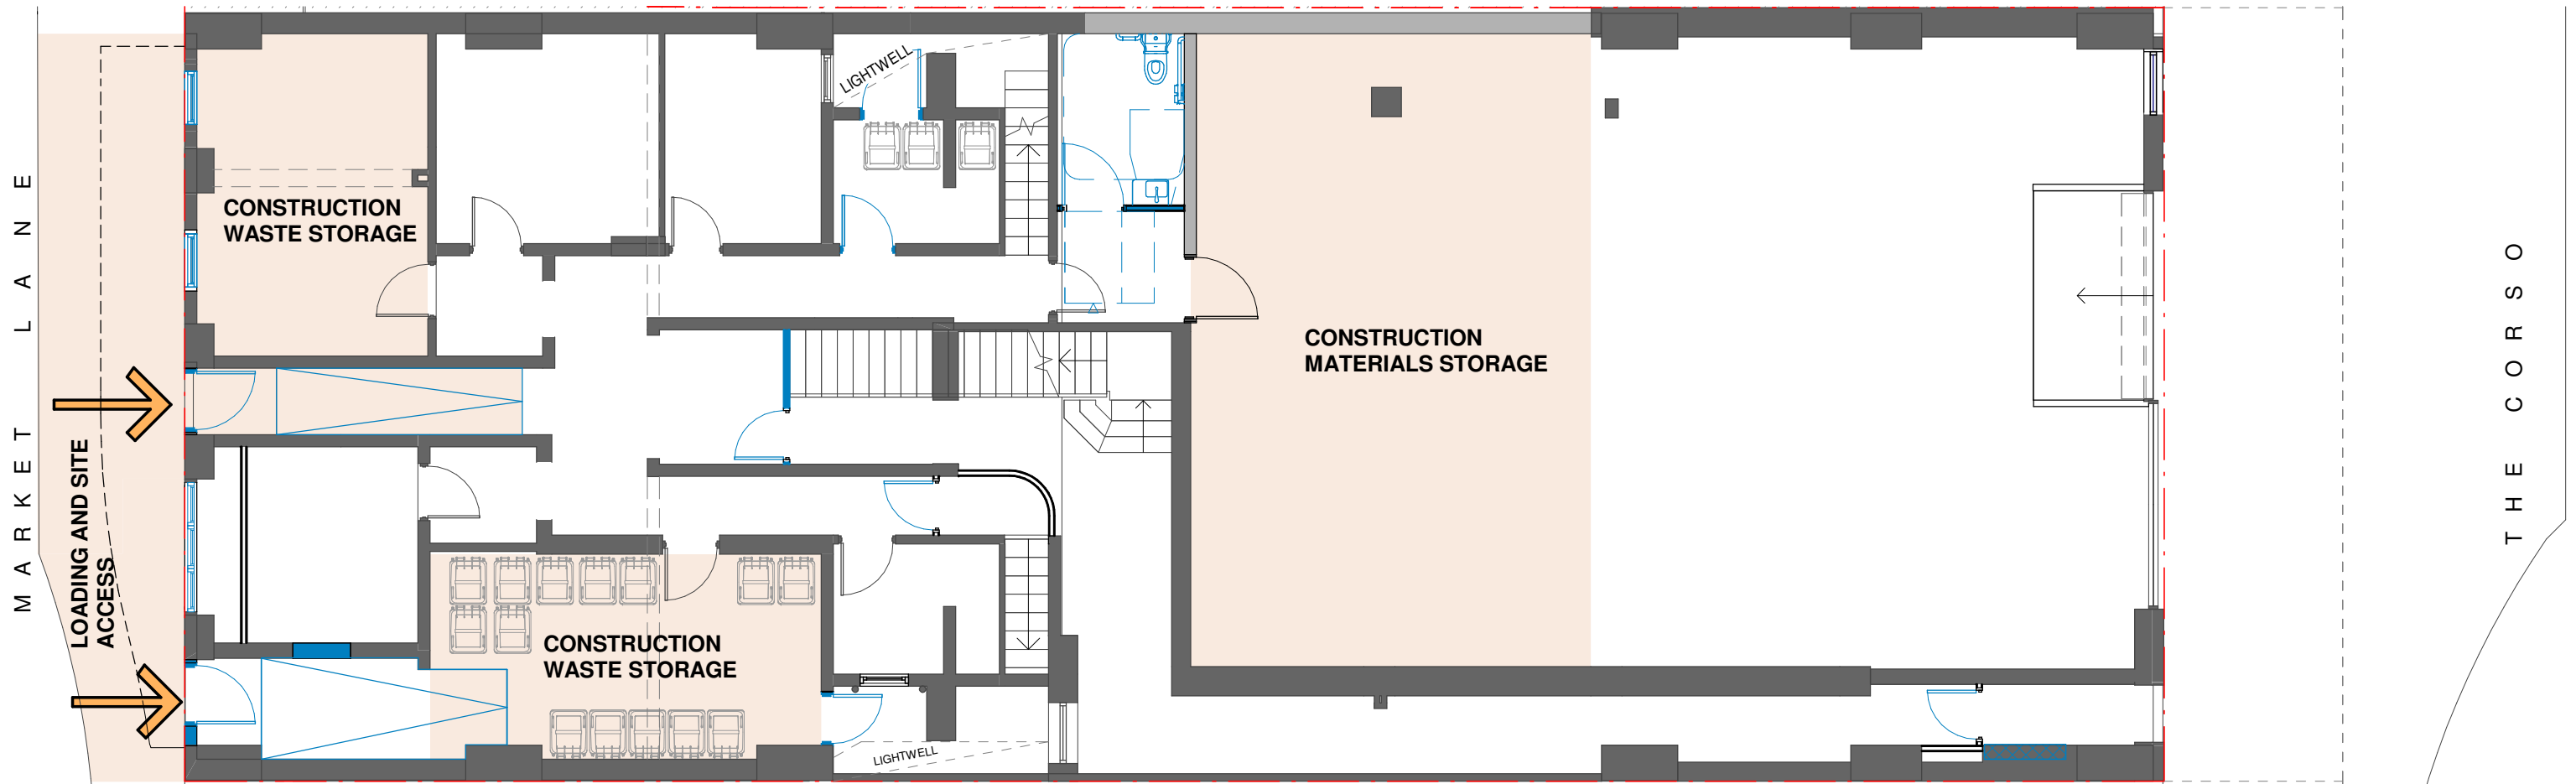 MARKET LANE
LOADING AND SITE
ACCESS
CONSTRUCTION
WASTE STORAGE
LIGHTWELL
CONSTRUCTION
MATERIALS STORAGE
CONSTRUCTION
WASTE STORAGE
LIGHTWELL
THE CORSO